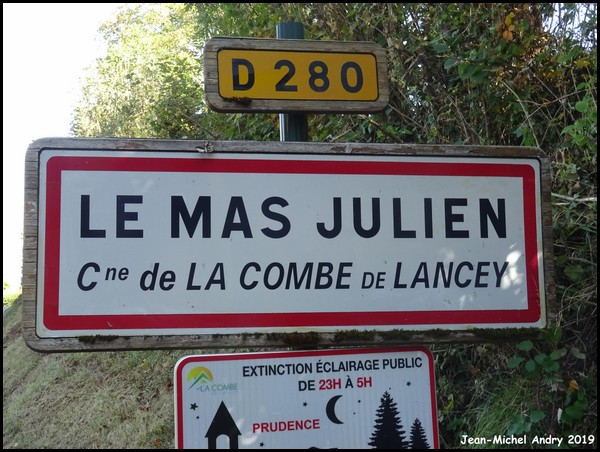 D 280
LE MAS JULIEN
Cne de LA COMBE DE LANCEY
EXTINCTION ÉCLAIRAGE PUBLIC
DE 23H À 5H
LA COMBE
PRUDENCE
Jean-Michel Andry 2019